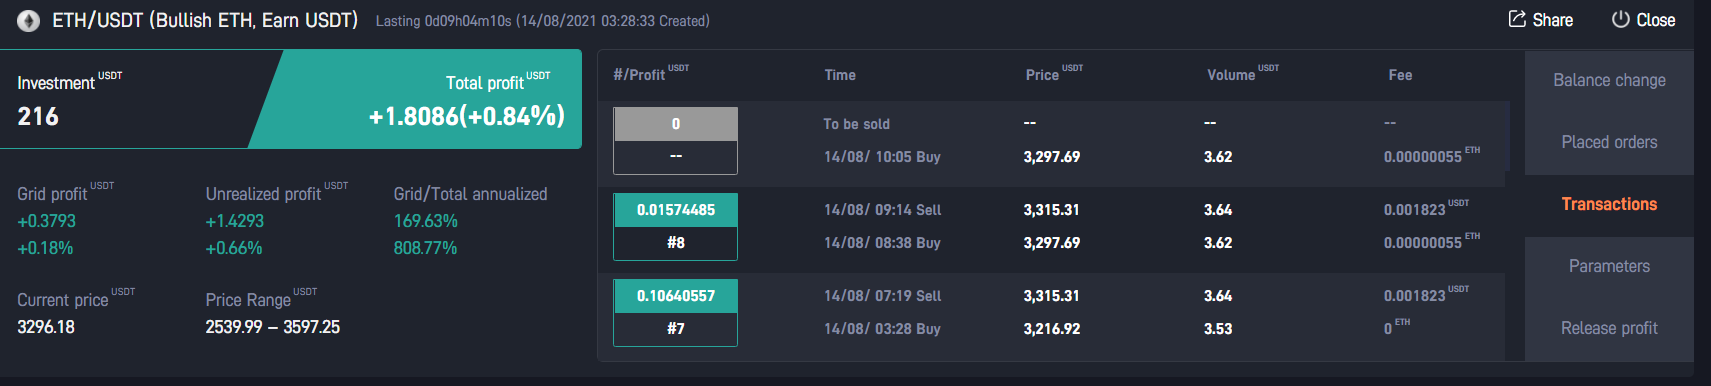 ETH/USDT (Bullish ETH, Earn USDT) Lasting 0d09h04m10s (14/08/2021 03:28:33 Created) Share Close
Investment USDT Total profit USDT
216 +1.8086(+0.84%)
Grid profit USDT Unrealized profit USDT Grid/Total annualized
+0.3793 +1.4293 169.63%
+0.18% +0.66% 808.77%
Current price USDT Price Range USDT
3296.18 2539.99 – 3597.25
#/Profit USDT Time Price USDT Volume USDT Fee
0 To be sold -- -- --
-- 14/08/ 10:05 Buy 3,297.69 3.62 0.00000055 ETH
0.01574485 14/08/ 09:14 Sell 3,315.31 3.64 0.001823 USDT
#8 14/08/ 08:38 Buy 3,297.69 3.62 0.00000055 ETH
0.10640557 14/08/ 07:19 Sell 3,315.31 3.64 0.001823 USDT
#7 14/08/ 03:28 Buy 3,216.92 3.53 0 ETH
Balance change
Placed orders
Transactions
Parameters
Release profit